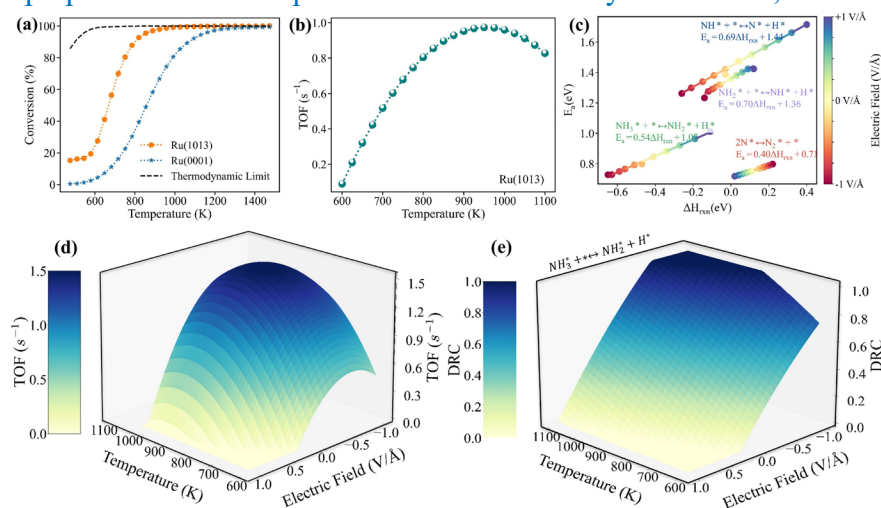 (a)
100
80
60
40
20
0
Conversion (%)
Ru(1013)
Ru(0001)
Thermodynamic Limit
600 800 1000 1200 1400
Temperature (K)
(b)
1.0
0.8
0.6
0.4
0.2
TOF (s⁻¹)
Ru(1013)
600 700 800 900 1000 1100
Temperature (K)
(c)
1.6
1.4
1.2
1.0
0.8
Eₐ(eV)
NH* + *↔N* + H*
Eₐ = 0.69ΔHrxn + 1.44
NH₂* + *↔NH* + H*
Eₐ = 0.70ΔHrxn + 1.36
NH₃* + *↔NH₂* + H*
Eₐ = 0.54ΔHrxn + 1.05
2N*↔N₂* + *
Eₐ = 0.40ΔHrxn + 0.71
−0.6 −0.4 −0.2 0.0 0.2 0.4
ΔHrxn(eV)
+1 V/Å
0 V/Å
-1 V/Å
Electric Field (V/Å)
(d)
1.5
1.0
0.5
0.0
TOF (s⁻¹)
1.5
1.2
0.9
0.6
0.3
0.0
TOF (s⁻¹)
1100 1000 900 800 700 600
Temperature (K)
1.0 0.5 0.0 −0.5 −1.0
Electric Field (V/Å)
(e)
NH₃* + *↔ NH₂* + H*
1.0
0.8
0.6
0.4
0.2
0.0
DRC
1.0
0.8
0.6
0.4
0.2
0.0
DRC
1100 1000 900 800 700 600
Temperature (K)
1.0 0.5 0.0 −0.5 −1.0
Electric Field (V/Å)